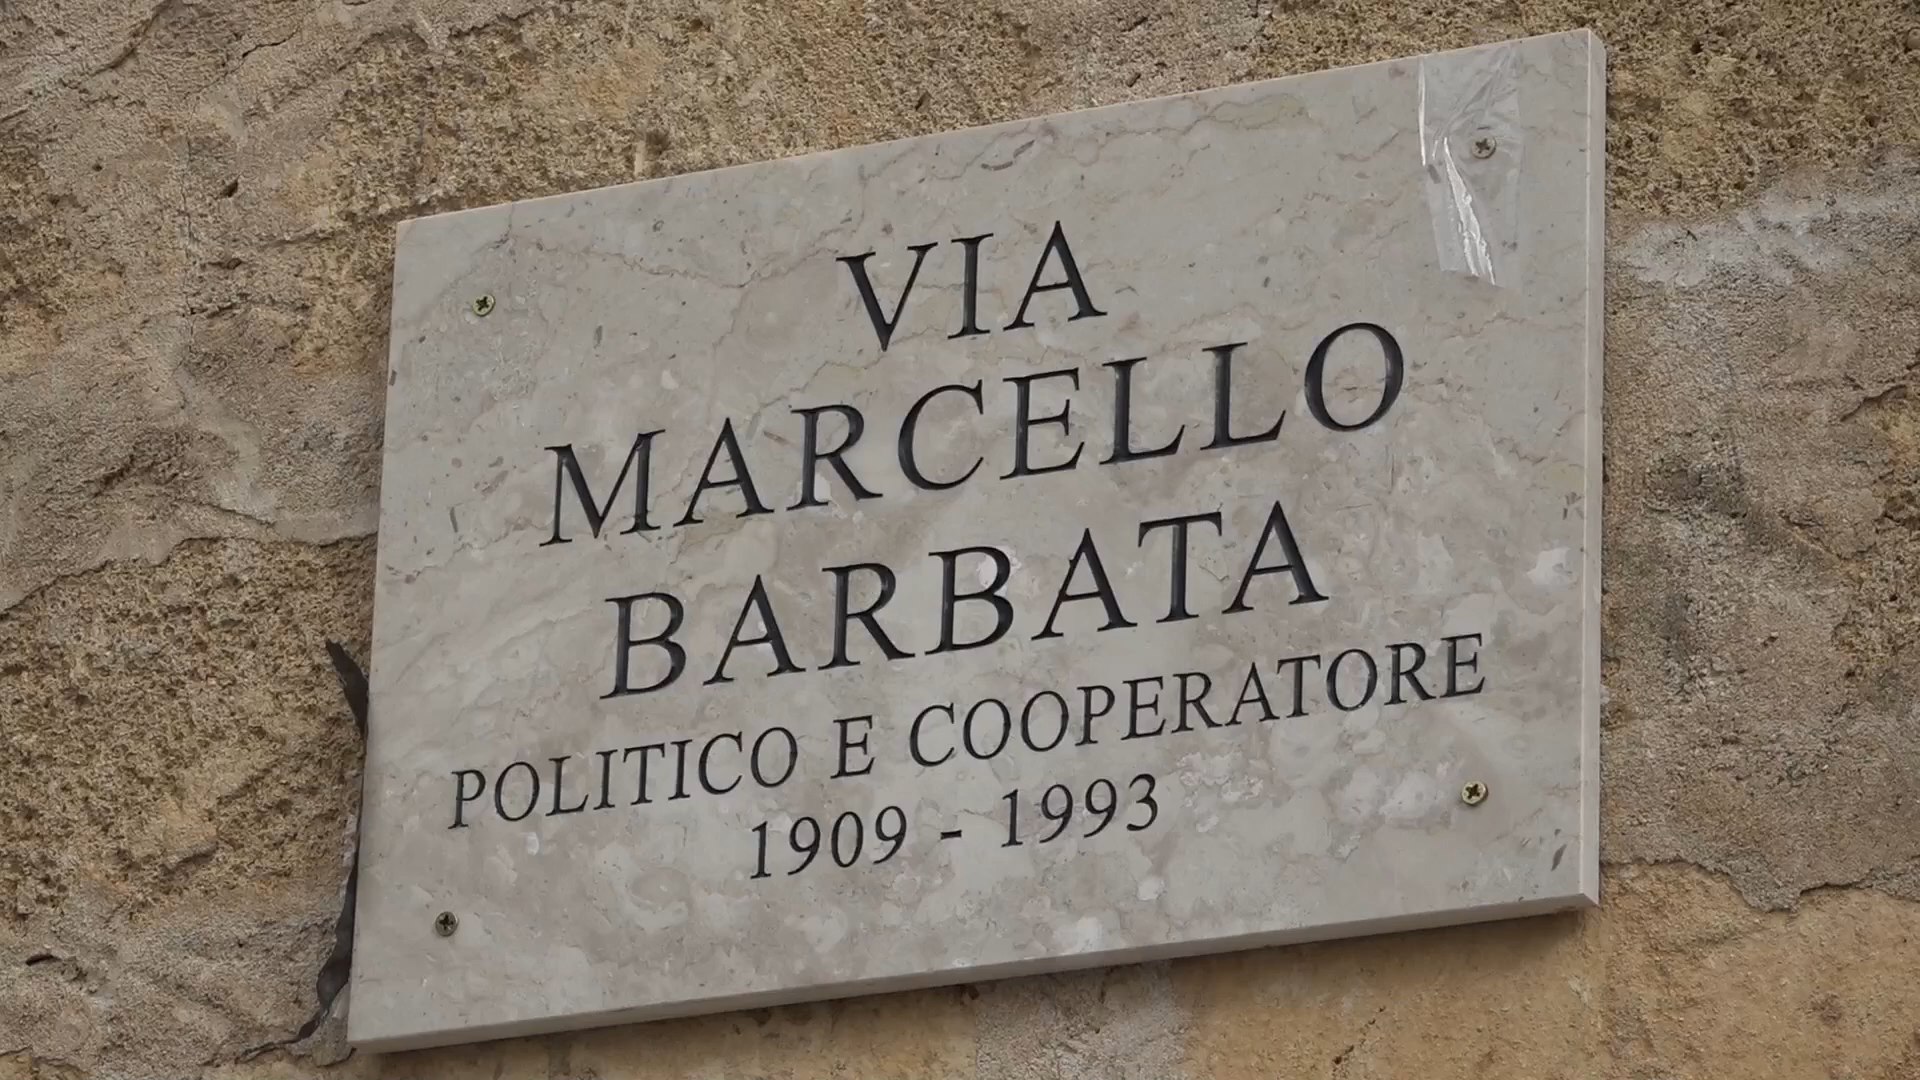 VIA
MARCELLO
BARBATA
POLITICO E COOPERATORE
1909 - 1993